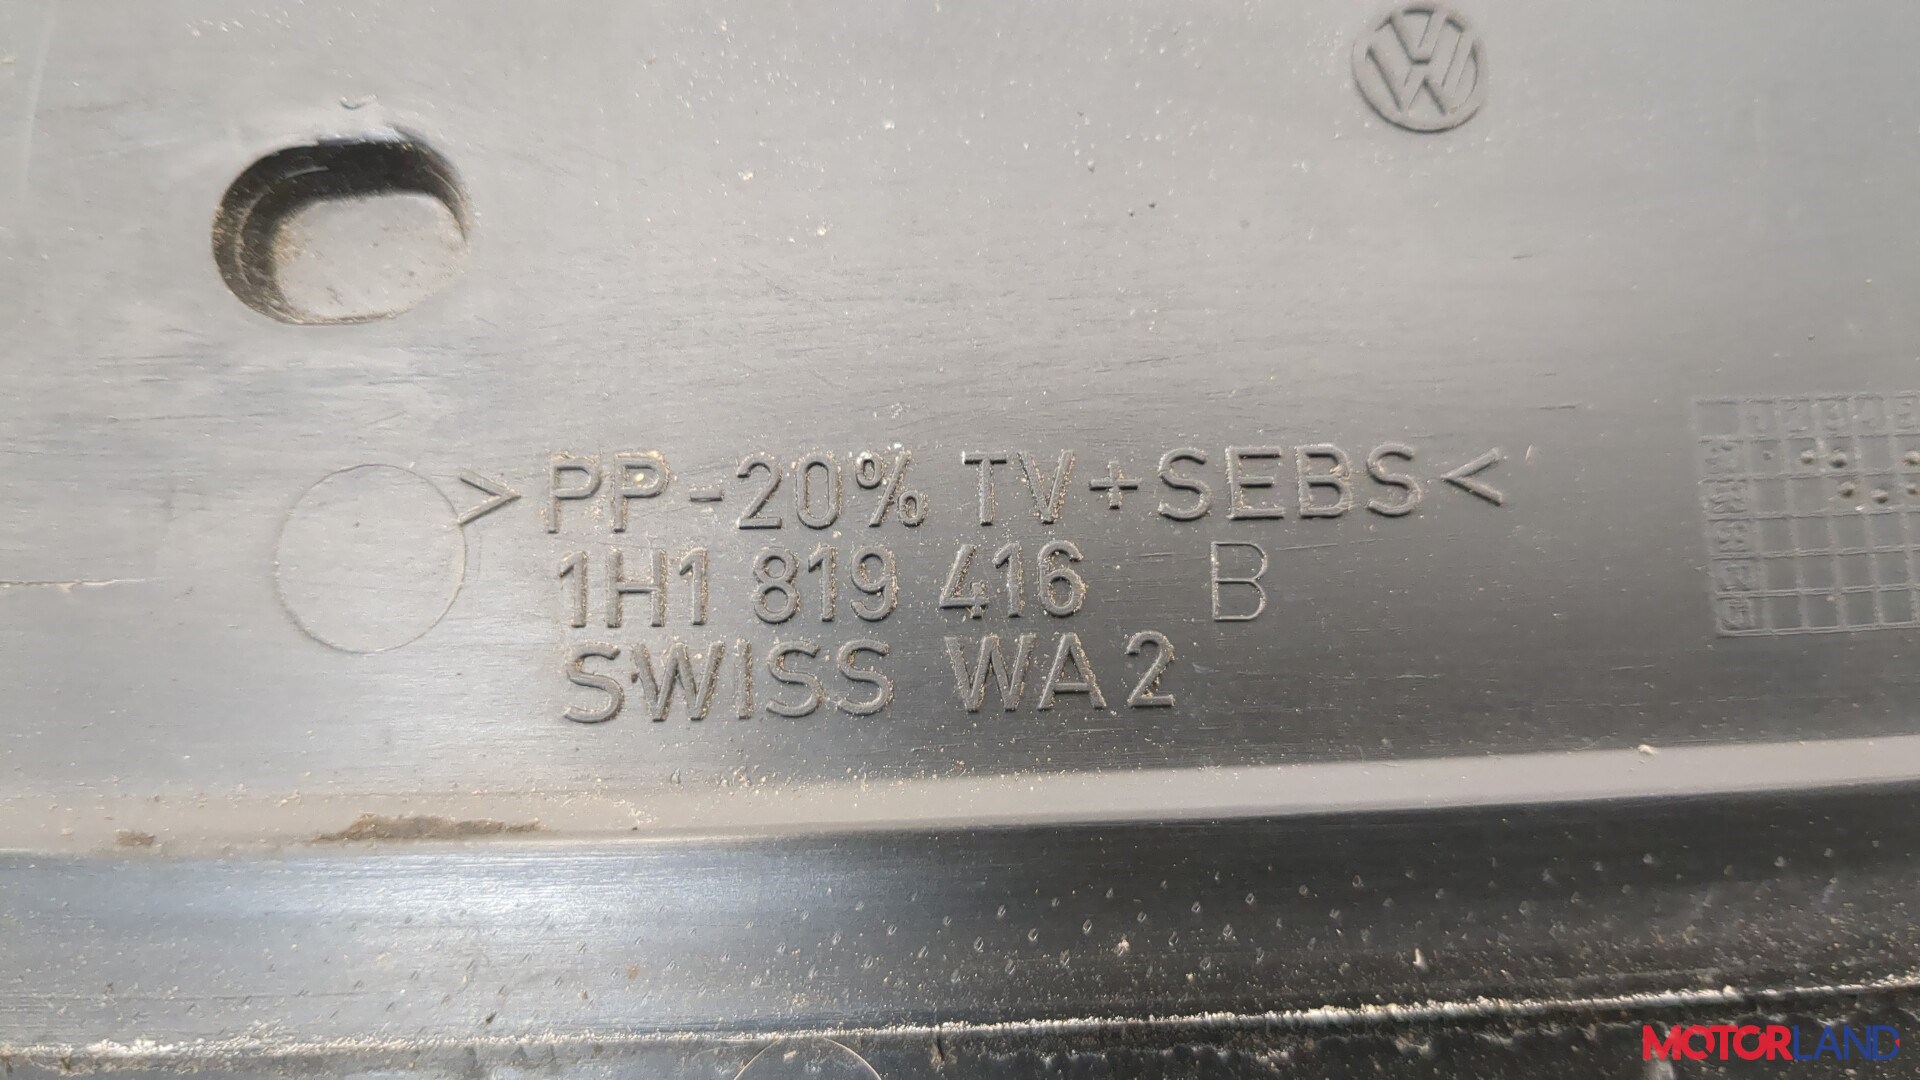 >PP-20% TV+SEBS<
1H1 819 416 B
SWISS WA2
MOTORLAND